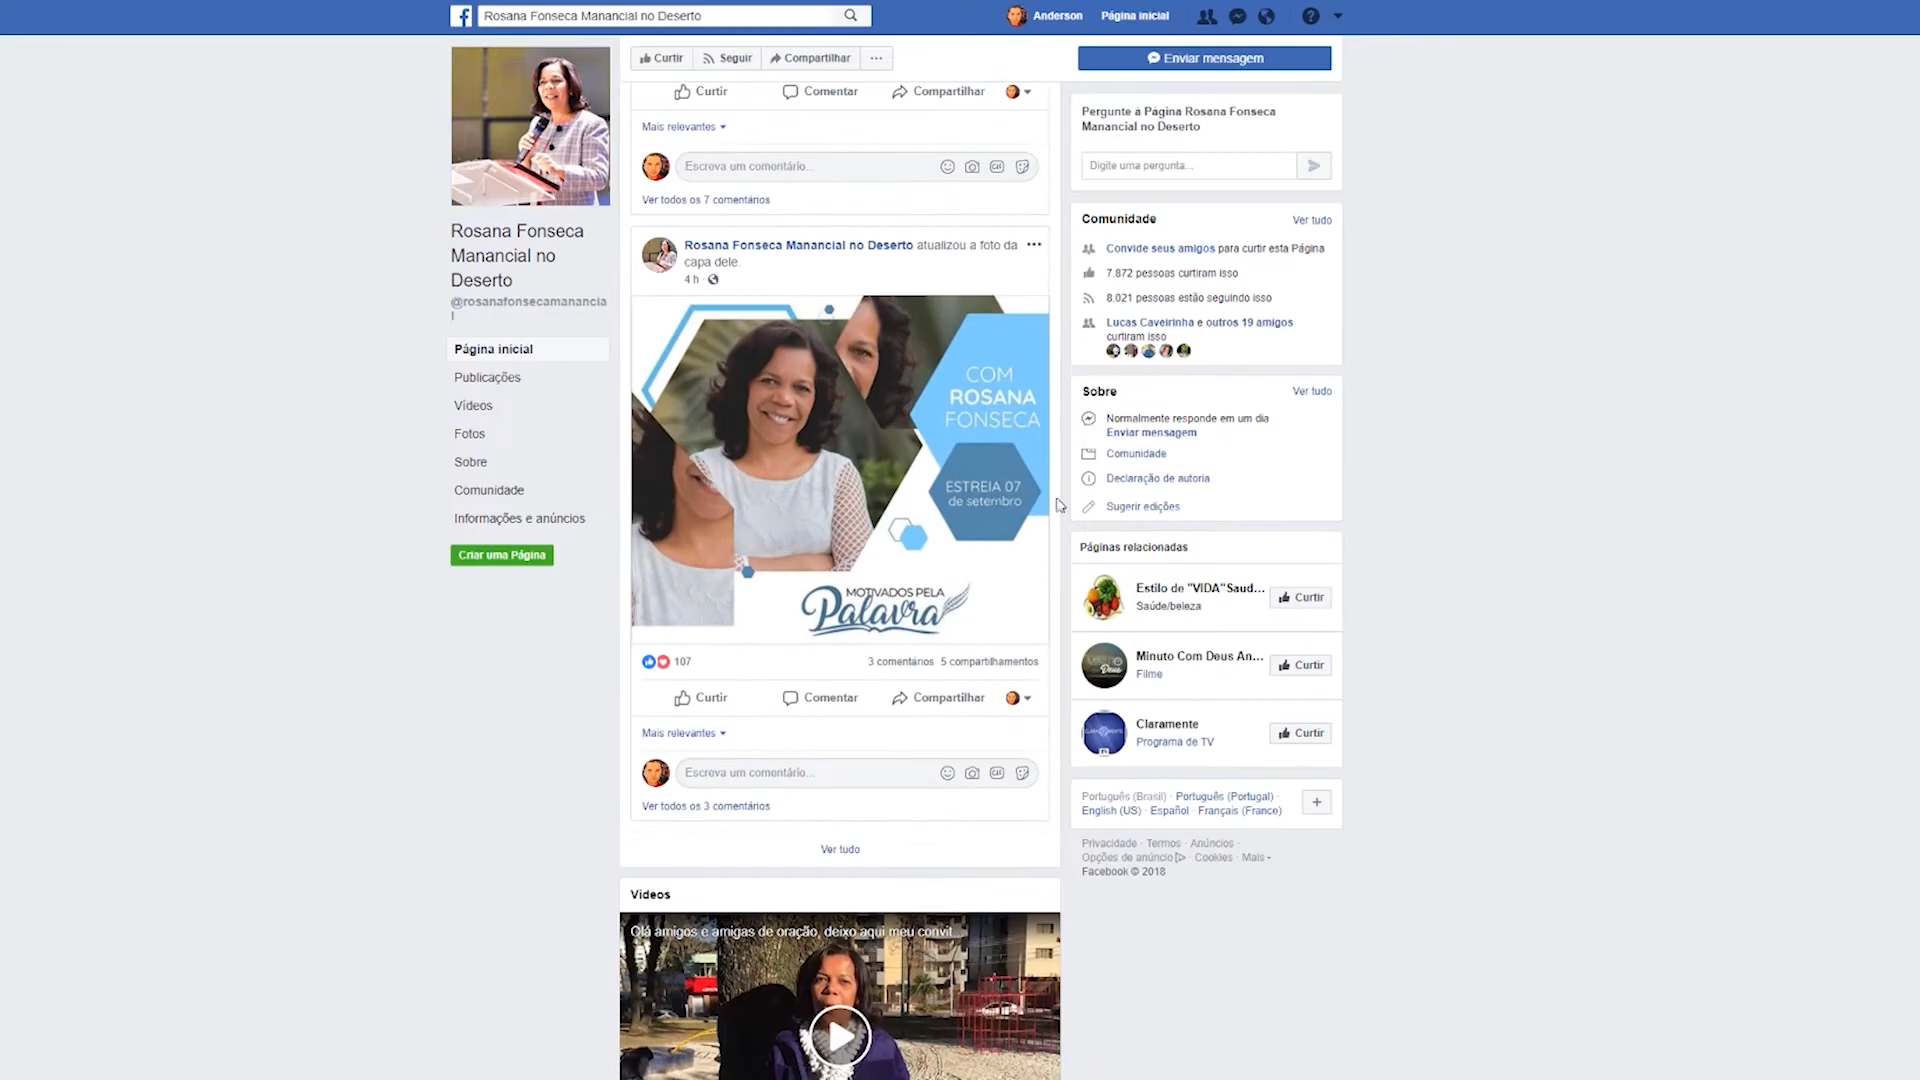 Rosana Fonseca Manancial no Deserto
Anderson
Página inicial
Rosana Fonseca
Manancial no
Deserto
@rosanafonsecamanancia
l
Página inicial
Publicações
Vídeos
Fotos
Sobre
Comunidade
Informações e anúncios
Criar uma Página
Curtir
Seguir
Compartilhar
Enviar mensagem
Curtir
Comentar
Compartilhar
Mais relevantes
Escreva um comentário...
Ver todos os 7 comentários
Rosana Fonseca Manancial no Deserto atualizou a foto da
capa dele.
4 h ·
COM
ROSANA
FONSECA
ESTREIA 07
de setembro
MOTIVADOS PELA
Palavra
107
3 comentários 5 compartilhamentos
Curtir
Comentar
Compartilhar
Mais relevantes
Escreva um comentário...
Ver todos os 3 comentários
Ver tudo
Vídeos
Olá amigos e amigas de oração, deixo aqui meu convit...
Pergunte à Página Rosana Fonseca
Manancial no Deserto
Digite uma pergunta...
Comunidade
Ver tudo
Convide seus amigos para curtir esta Página
7.872 pessoas curtiram isso
8.021 pessoas estão seguindo isso
Lucas Caveirinha e outros 19 amigos
curtiram isso
Sobre
Ver tudo
Normalmente responde em um dia
Enviar mensagem
Comunidade
Declaração de autoria
Sugerir edições
Páginas relacionadas
Estilo de "VIDA"Saud...
Saúde/beleza
Curtir
Minuto Com Deus An...
Filme
Curtir
Claramente
Programa de TV
Curtir
Português (Brasil) · Português (Portugal) ·
English (US) · Español · Français (France)
Privacidade · Termos · Anúncios ·
Opções de anúncio · Cookies · Mais
Facebook © 2018